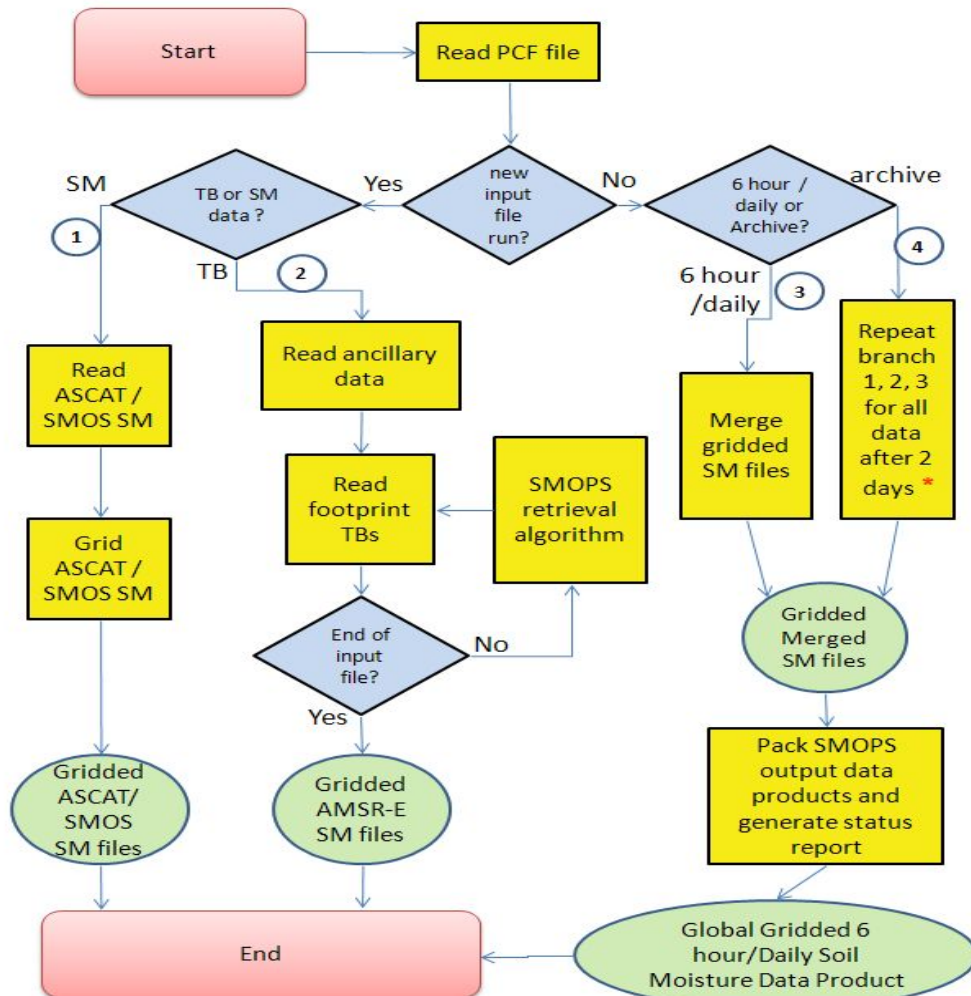 Start
Read PCF file
new
input
file
run?
Yes
No
TB or SM
data ?
SM
1
TB
2
6 hour /
daily or
Archive?
archive
4
6 hour
/daily
3
Read
ASCAT /
SMOS SM
Grid
ASCAT /
SMOS SM
Gridded
ASCAT/
SMOS
SM files
Read ancillary
data
Read
footprint
TBs
SMOPS
retrieval
algorithm
End of
input
file?
No
Yes
Gridded
AMSR-E
SM files
Merge
gridded
SM files
Repeat
branch
1, 2, 3
for all
data
after 2
days *
Gridded
Merged
SM files
Pack SMOPS
output data
products and
generate status
report
Global Gridded 6
hour/Daily Soil
Moisture Data Product
End